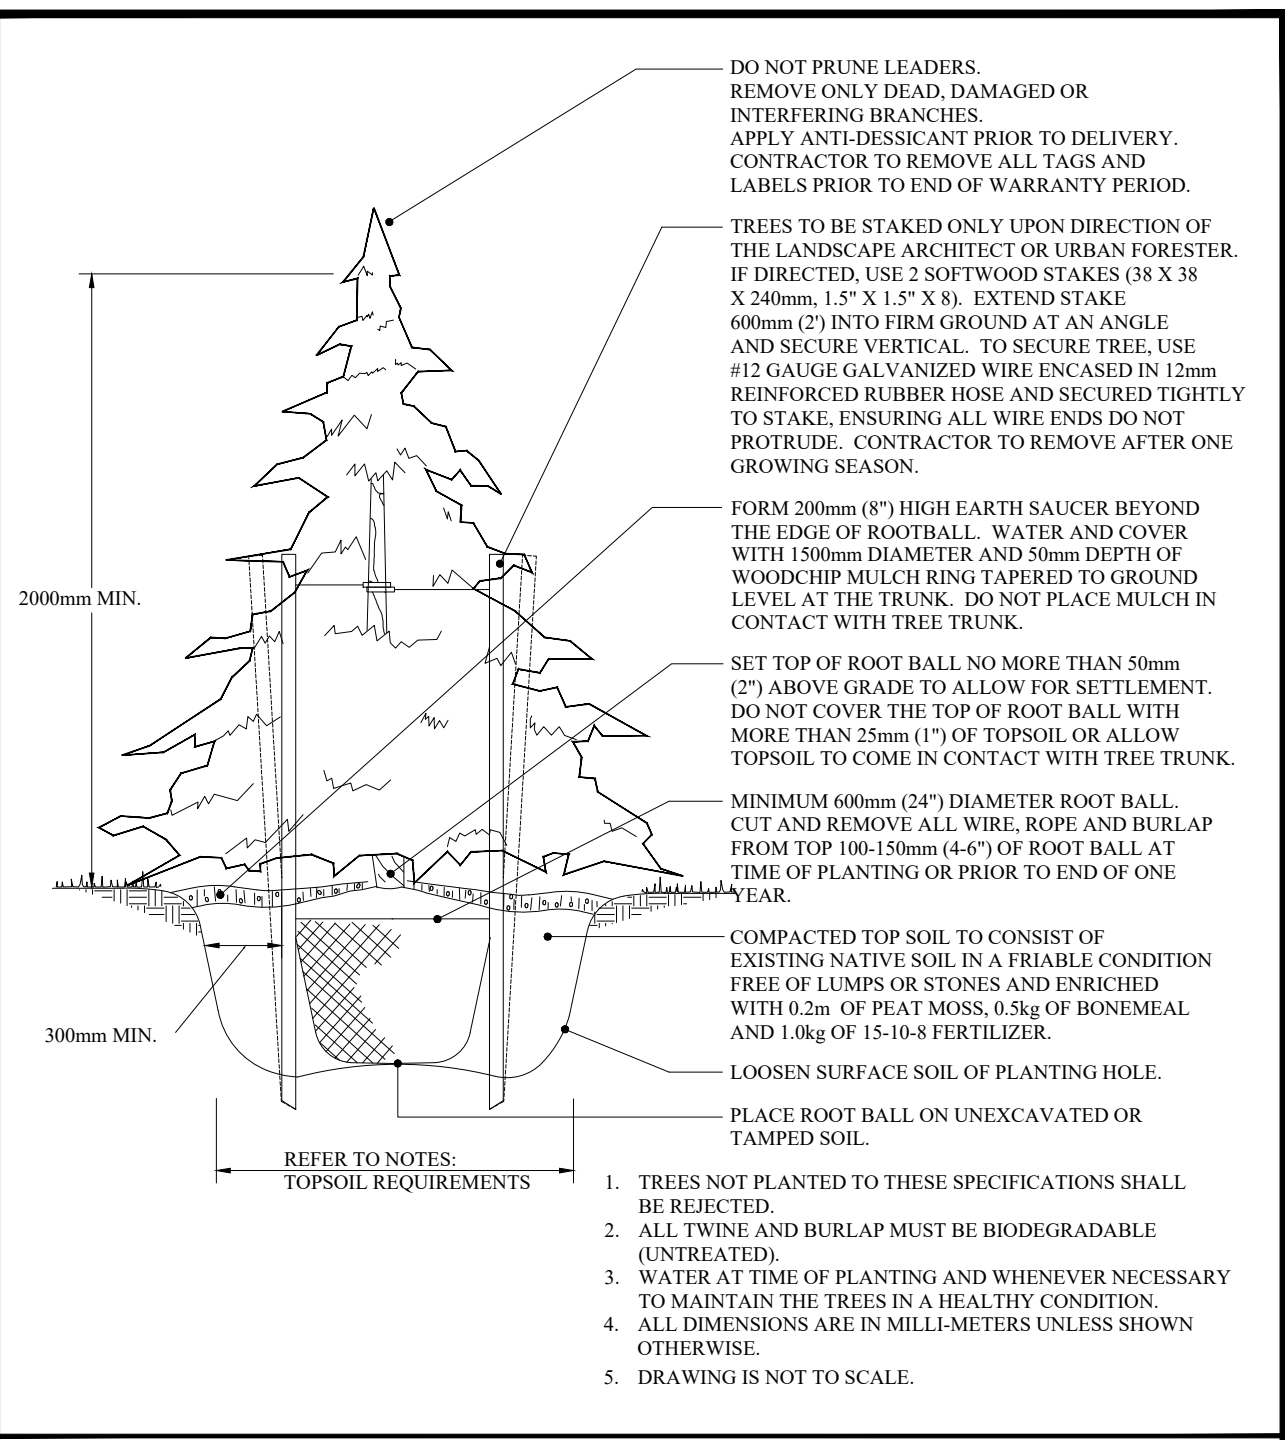 DO NOT PRUNE LEADERS.
REMOVE ONLY DEAD, DAMAGED OR
INTERFERING BRANCHES.
APPLY ANTI-DESSICANT PRIOR TO DELIVERY.
CONTRACTOR TO REMOVE ALL TAGS AND
LABELS PRIOR TO END OF WARRANTY PERIOD.
TREES TO BE STAKED ONLY UPON DIRECTION OF
THE LANDSCAPE ARCHITECT OR URBAN FORESTER.
IF DIRECTED, USE 2 SOFTWOOD STAKES (38 X 38
X 240mm, 1.5" X 1.5" X 8).  EXTEND STAKE
600mm (2') INTO FIRM GROUND AT AN ANGLE
AND SECURE VERTICAL.  TO SECURE TREE, USE
#12 GAUGE GALVANIZED WIRE ENCASED IN 12mm
REINFORCED RUBBER HOSE AND SECURED TIGHTLY
TO STAKE, ENSURING ALL WIRE ENDS DO NOT
PROTRUDE.  CONTRACTOR TO REMOVE AFTER ONE
GROWING SEASON.
FORM 200mm (8") HIGH EARTH SAUCER BEYOND
THE EDGE OF ROOTBALL.  WATER AND COVER
WITH 1500mm DIAMETER AND 50mm DEPTH OF
WOODCHIP MULCH RING TAPERED TO GROUND
LEVEL AT THE TRUNK.  DO NOT PLACE MULCH IN
CONTACT WITH TREE TRUNK.
2000mm MIN.
SET TOP OF ROOT BALL NO MORE THAN 50mm
(2") ABOVE GRADE TO ALLOW FOR SETTLEMENT.
DO NOT COVER THE TOP OF ROOT BALL WITH
MORE THAN 25mm (1") OF TOPSOIL OR ALLOW
TOPSOIL TO COME IN CONTACT WITH TREE TRUNK.
MINIMUM 600mm (24") DIAMETER ROOT BALL.
CUT AND REMOVE ALL WIRE, ROPE AND BURLAP
FROM TOP 100-150mm (4-6") OF ROOT BALL AT
TIME OF PLANTING OR PRIOR TO END OF ONE
YEAR.
COMPACTED TOP SOIL TO CONSIST OF
EXISTING NATIVE SOIL IN A FRIABLE CONDITION
FREE OF LUMPS OR STONES AND ENRICHED
WITH 0.2m  OF PEAT MOSS, 0.5kg OF BONEMEAL
AND 1.0kg OF 15-10-8 FERTILIZER.
300mm MIN.
LOOSEN SURFACE SOIL OF PLANTING HOLE.
PLACE ROOT BALL ON UNEXCAVATED OR
TAMPED SOIL.
REFER TO NOTES:
TOPSOIL REQUIREMENTS
1. TREES NOT PLANTED TO THESE SPECIFICATIONS SHALL
BE REJECTED.
2. ALL TWINE AND BURLAP MUST BE BIODEGRADABLE
(UNTREATED).
3. WATER AT TIME OF PLANTING AND WHENEVER NECESSARY
TO MAINTAIN THE TREES IN A HEALTHY CONDITION.
4. ALL DIMENSIONS ARE IN MILLI-METERS UNLESS SHOWN
OTHERWISE.
5. DRAWING IS NOT TO SCALE.